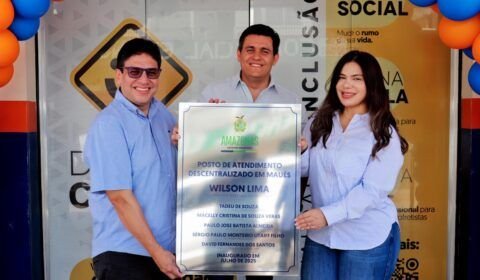 SOCIAL
Mude o rumo
da sua vida.
INCLUSÃO
AMAZONAS
POSTO DE ATENDIMENTO
DESCENTRALIZADO EM MAUÉS
WILSON LIMA
TADEU DE SOUZA
MACELLY CRISTINA DE SOUZA VERAS
PAULO JOSÉ BATISTA ALMEIDA
SÉRGIO PAULO MONTEIRO LITAIFF FILHO
DAVID FERNANDES DOS SANTOS
INAUGURADO EM
JULHO DE 2025